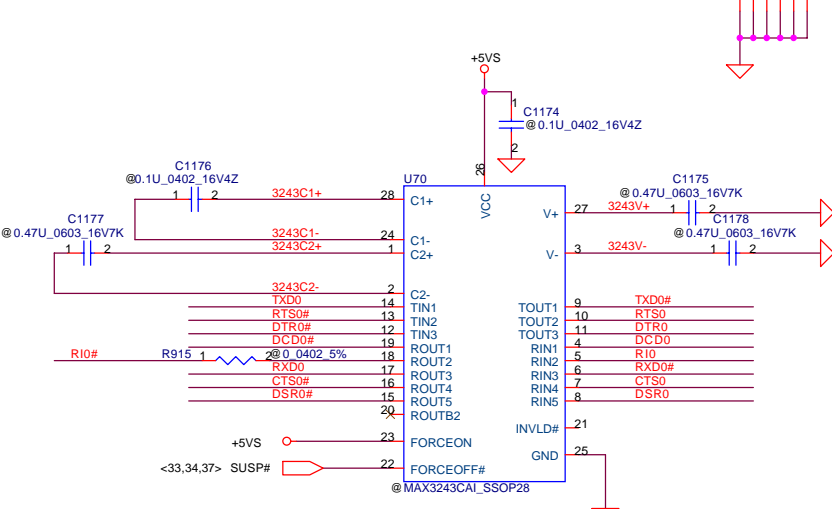 +5VS
1
C1174
@ 0.1U_0402_16V4Z
2
C1176
@0.1U_0402_16V4Z
1 2
3243C1+
28
C1177
@ 0.47U_0603_16V7K
1 2
3243C1-
24
3243C2+
1
3243C2-
2
U70
26
VCC
C1+
C1-
C2+
C2-
V+
V-
27
3243V+
C1175
@ 0.47U_0603_16V7K
1 2
3
3243V-
C1178
@ 0.47U_0603_16V7K
1 2
TXD0 14 TIN1 TOUT1 9 TXD0#
RTS0# 13 TIN2 TOUT2 10 RTS0
DTR0# 12 TIN3 TOUT3 11 DTR0
DCD0# 19 ROUT1 RIN1 4 DCD0
RI0# R915 1 2 @ 0_0402_5% 18 ROUT2 RIN2 5 RI0
RXD0 17 ROUT3 RIN3 6 RXD0#
CTS0# 16 ROUT4 RIN4 7 CTS0
DSR0# 15 ROUT5 RIN5 8 DSR0
20 ROUTB2
INVLD# 21
+5VS 23 FORCEON
GND 25
<33,34,37> SUSP# 22 FORCEOFF#
@ MAX3243CAI_SSOP28